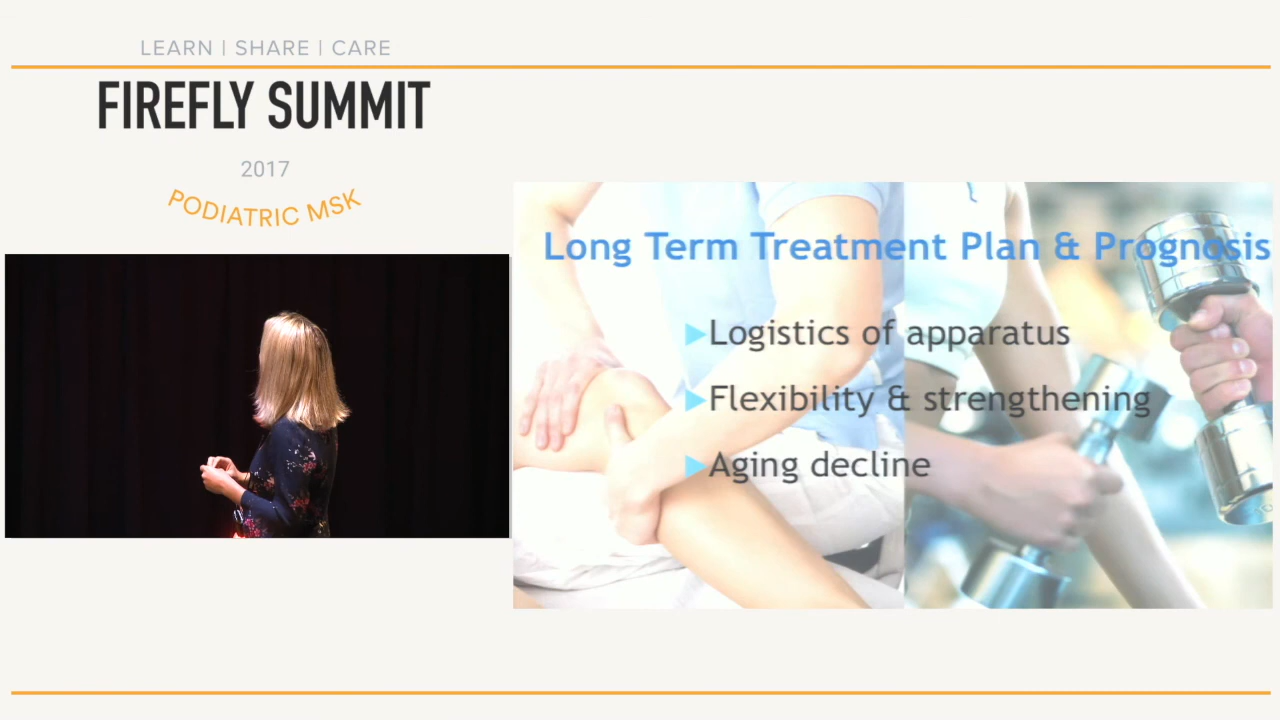 LEARN | SHARE | CARE
FIREFLY SUMMIT
2017
PODIATRIC MSK
Long Term Treatment Plan & Prognosis
▶Logistics of apparatus
▶Flexibility & strengthening
▶Aging decline